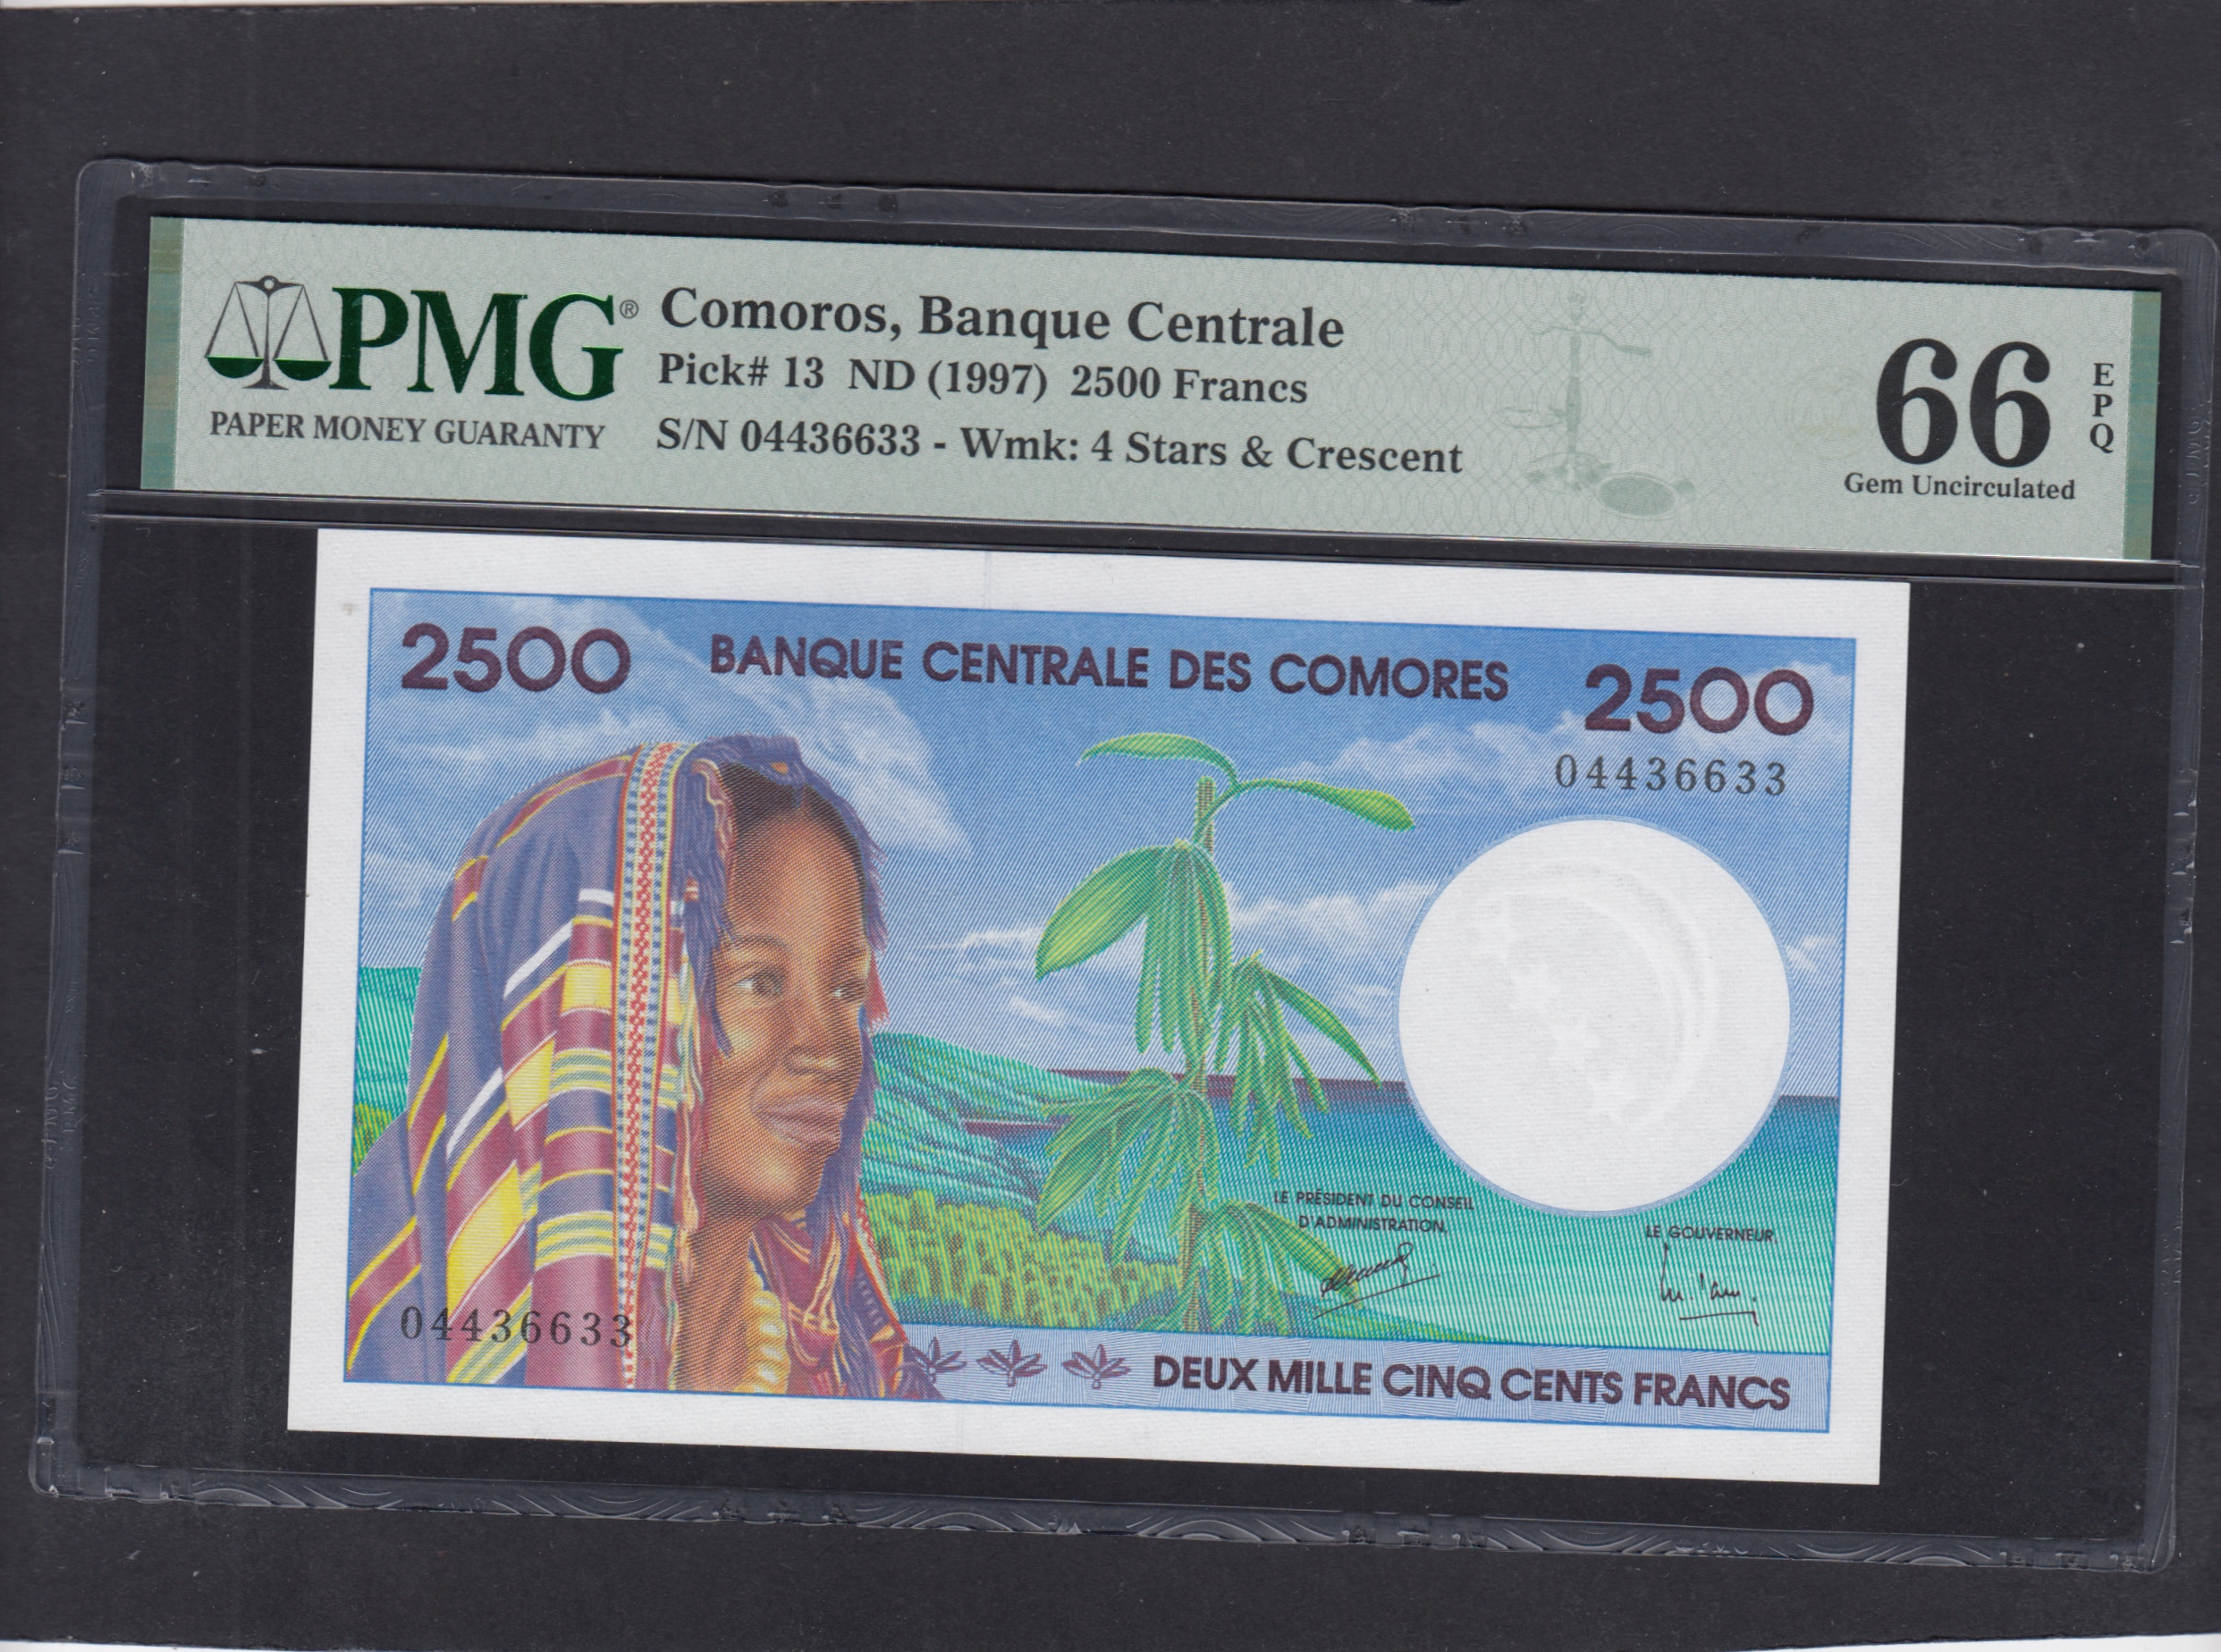 PMG®
PAPER MONEY GUARANTY
Comoros, Banque Centrale
Pick# 13 ND (1997) 2500 Francs
S/N 04436633 - Wmk: 4 Stars & Crescent
66
EPQ
Gem Uncirculated
2500
BANQUE CENTRALE DES COMORES
2500
04436633
LE PRÉSIDENT DU CONSEIL
D'ADMINISTRATION,
LE GOUVERNEUR,
04436633
DEUX MILLE CINQ CENTS FRANCS